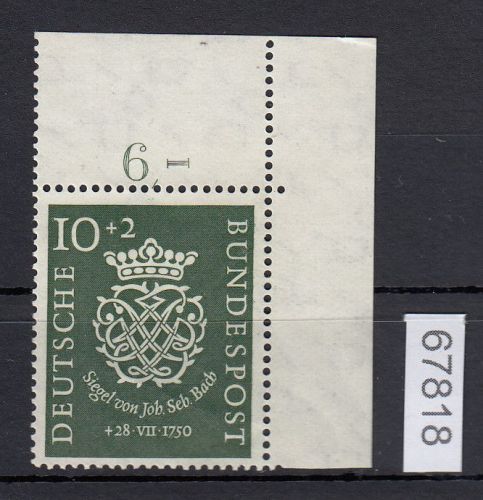 6,-
10+2
DEUTSCHE
BUNDESPOST
Siegel von Joh. Seb. Bach
+28·VII·1750
67818